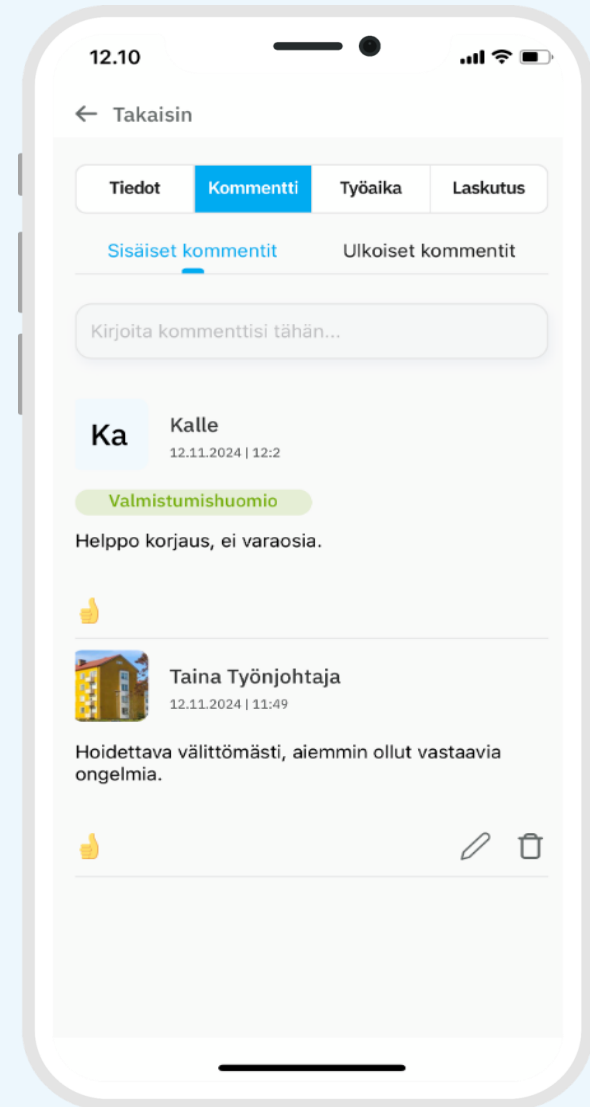 12.10
Takaisin
Tiedot Kommentti Työaika Laskutus
Sisäiset kommentit Ulkoiset kommentit
Kirjoita kommenttisi tähän...
Ka Kalle
12.11.2024 | 12:2
Valmistumishuomio
Helppo korjaus, ei varaosia.
Taina Työnjohtaja
12.11.2024 | 11:49
Hoidettava välittömästi, aiemmin ollut vastaavia
ongelmia.